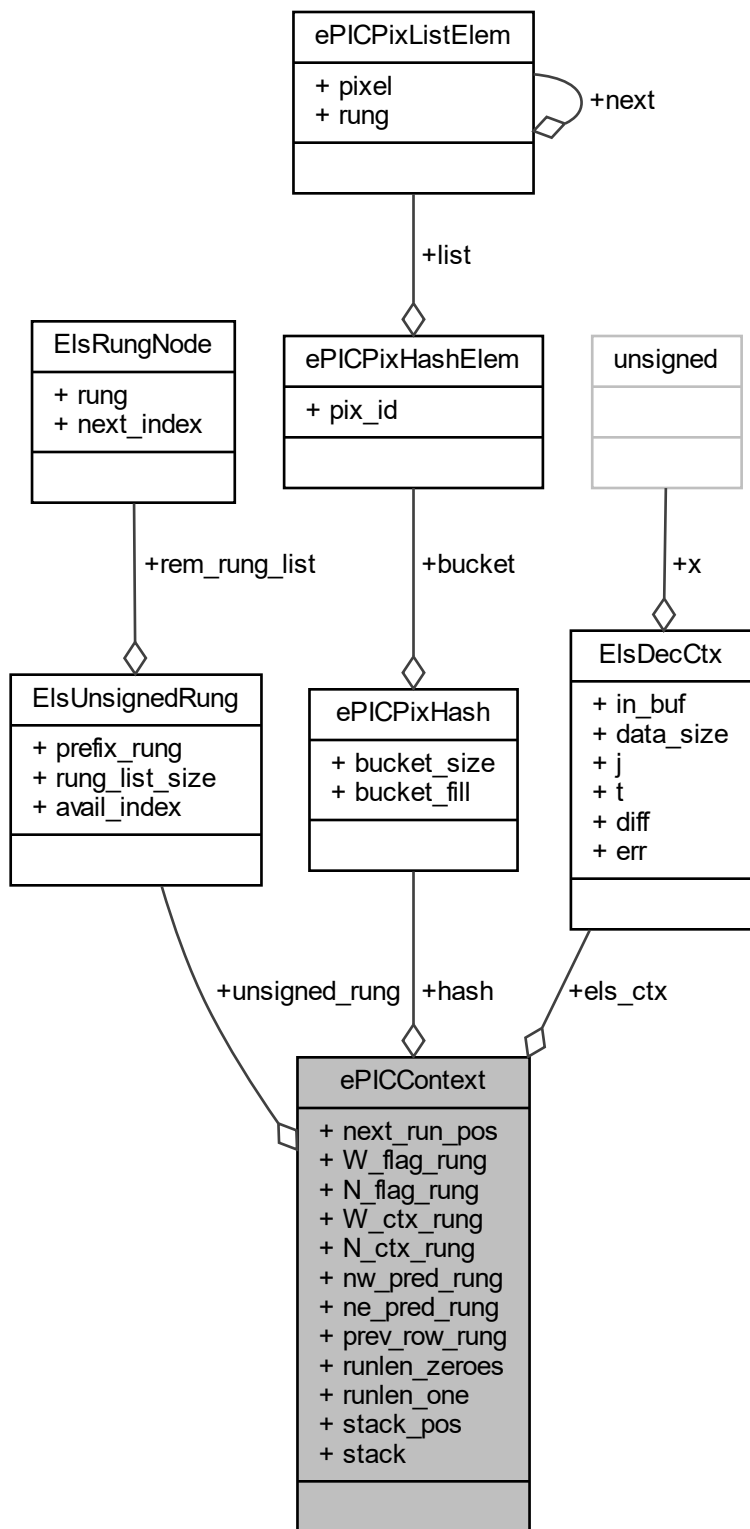 ePICPixListElem
+ pixel
+ rung
+next
+list
ElsRungNode
+ rung
+ next_index
ePICPixHashElem
+ pix_id
unsigned
+rem_rung_list
+bucket
+x
ElsUnsignedRung
+ prefix_rung
+ rung_list_size
+ avail_index
ePICPixHash
+ bucket_size
+ bucket_fill
ElsDecCtx
+ in_buf
+ data_size
+ j
+ t
+ diff
+ err
+unsigned_rung
+hash
+els_ctx
ePICContext
+ next_run_pos
+ W_flag_rung
+ N_flag_rung
+ W_ctx_rung
+ N_ctx_rung
+ nw_pred_rung
+ ne_pred_rung
+ prev_row_rung
+ runlen_zeroes
+ runlen_one
+ stack_pos
+ stack